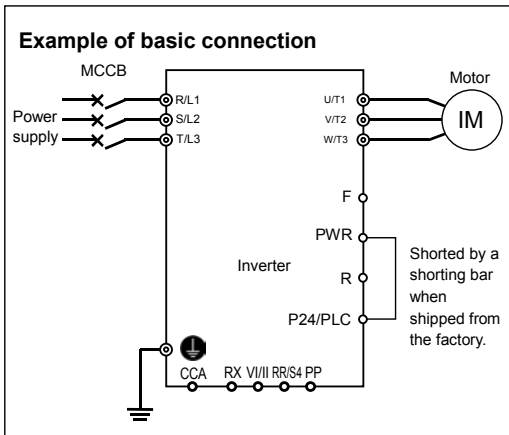 Example of basic connection
MCCB
Motor
R/L1
U/T1
Power
supply
S/L2
V/T2
IM
T/L3
W/T3
F
PWR
Inverter
R
Shorted by a
shorting bar
when
shipped from
the factory.
P24/PLC
CCA RX VI/II RR/S4 PP